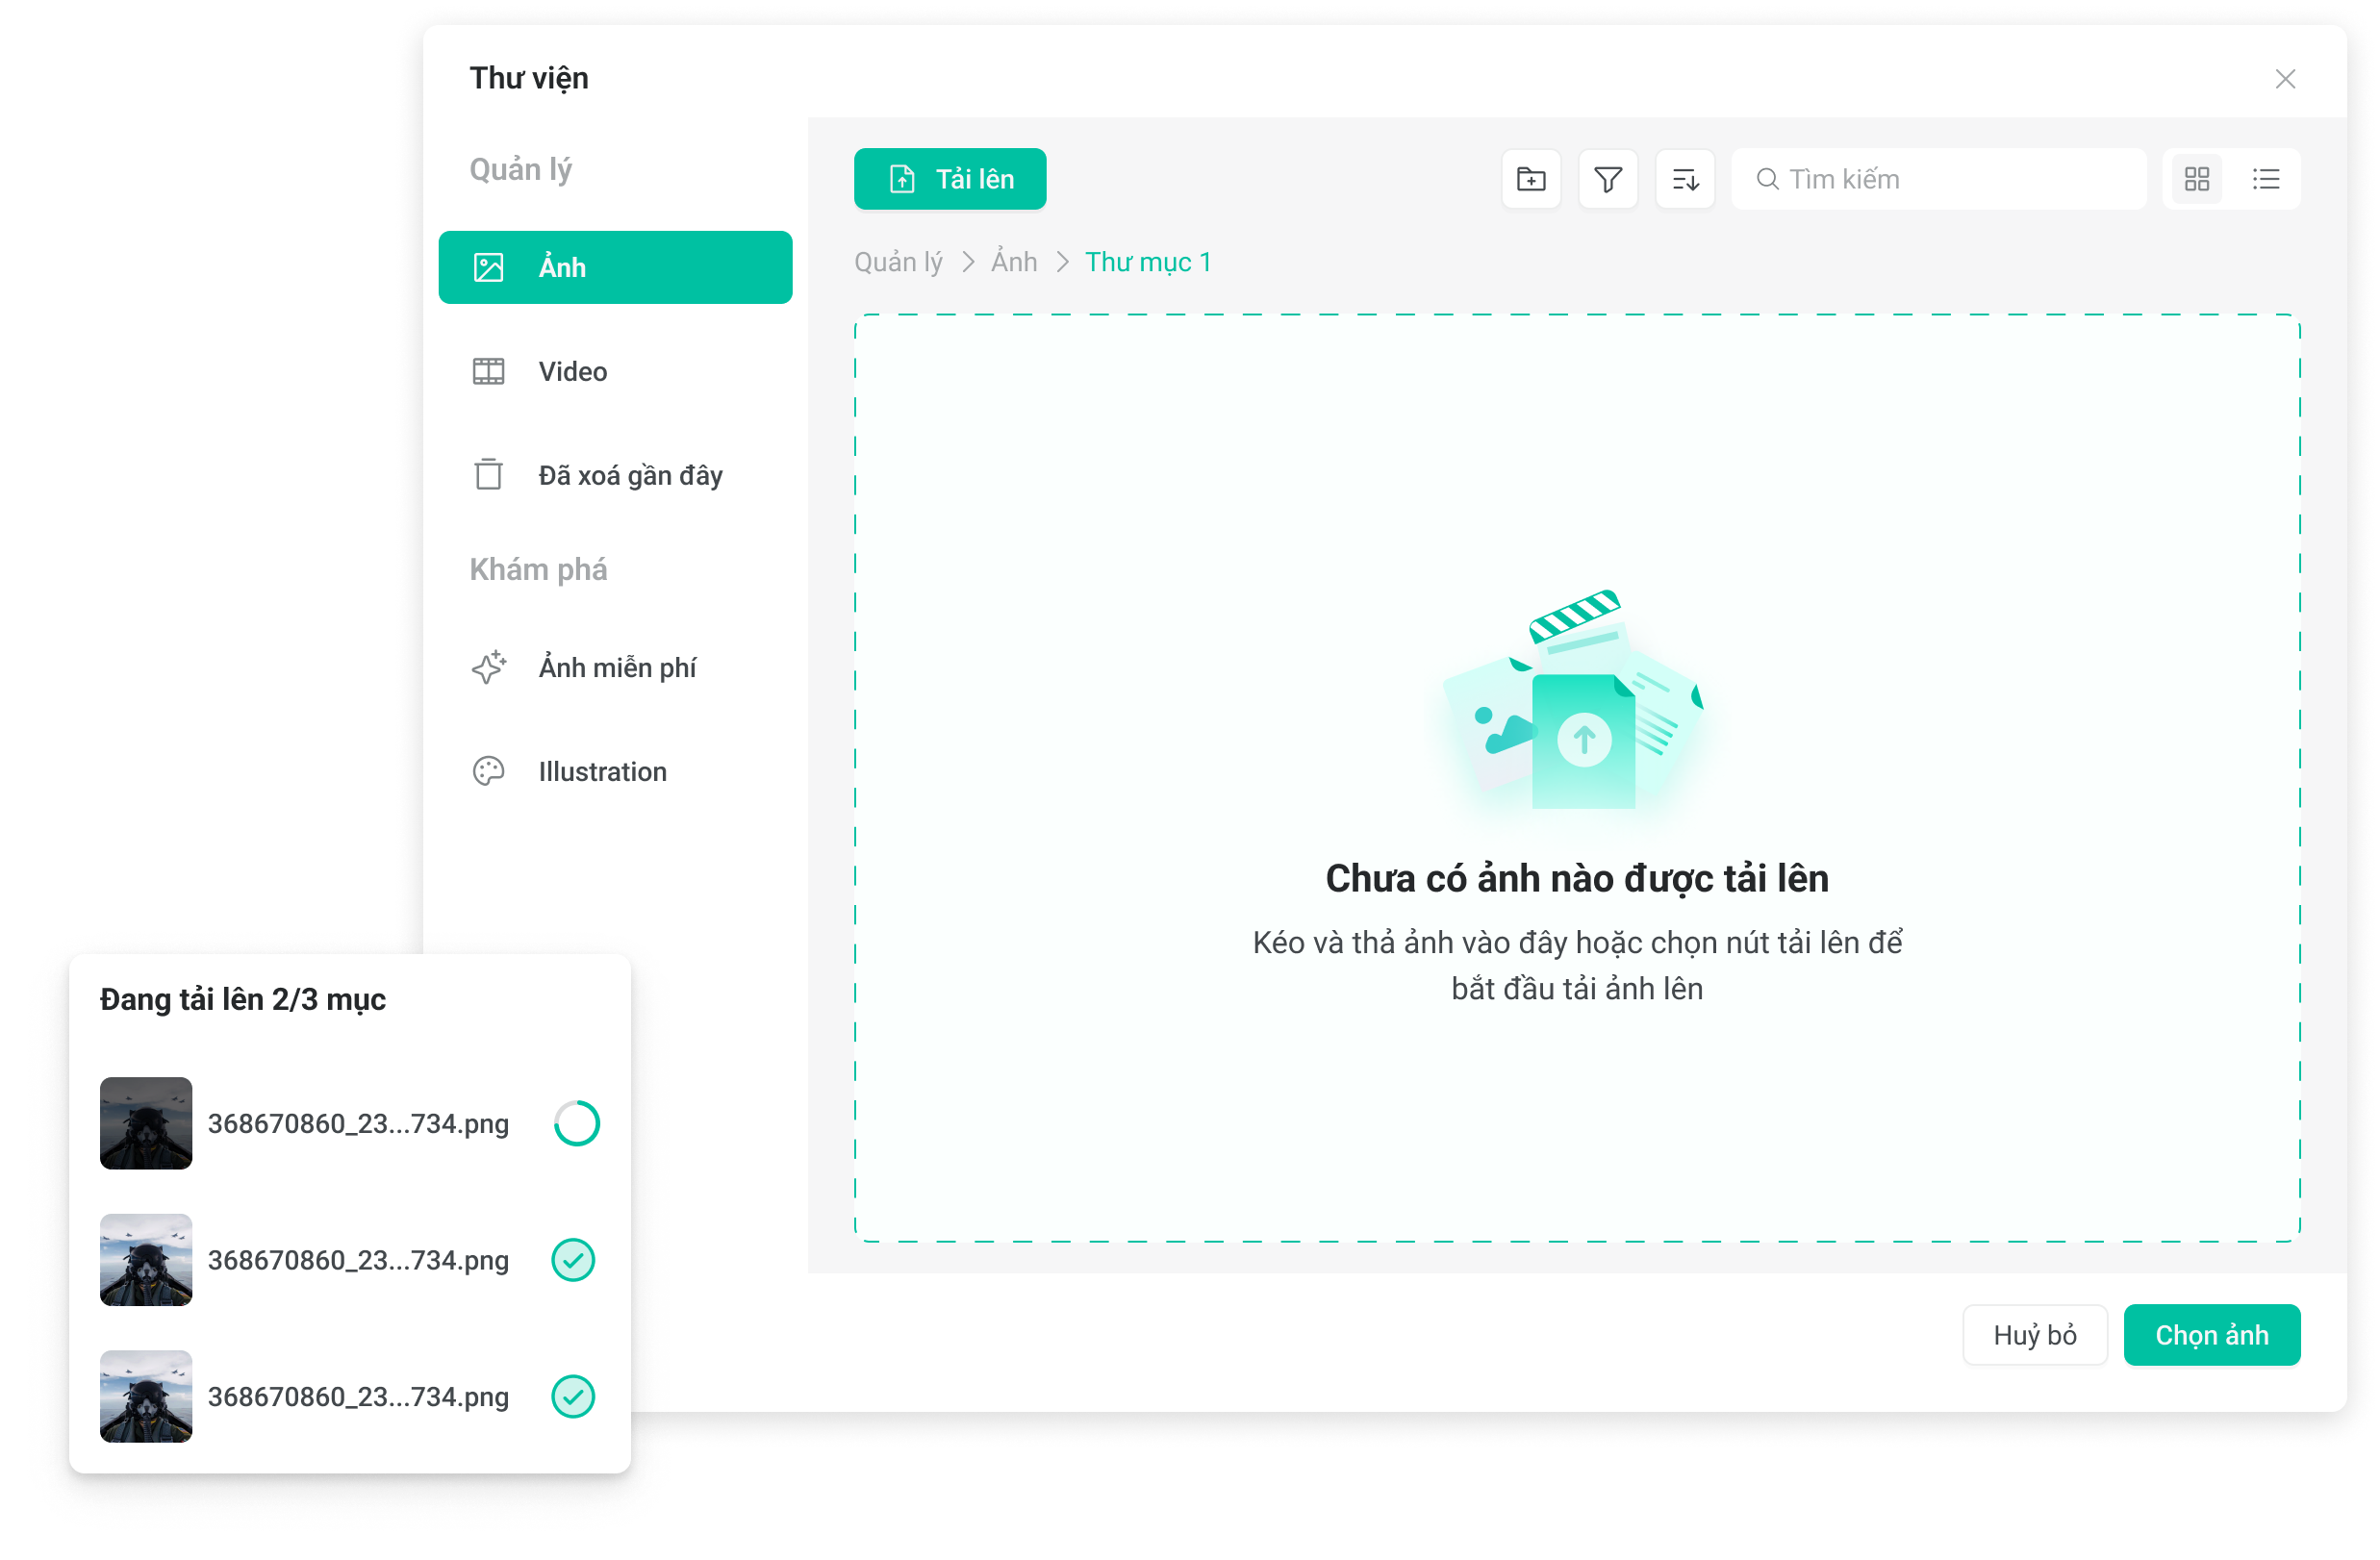 Thư viện
Quản lý
Ảnh
Video
Đã xoá gần đây
Khám phá
Ảnh miễn phí
Illustration
Tải lên
Tìm kiếm
Quản lý > Ảnh > Thư mục 1
Chưa có ảnh nào được tải lên
Kéo và thả ảnh vào đây hoặc chọn nút tải lên để
bắt đầu tải ảnh lên
Huỷ bỏ
Chọn ảnh
Đang tải lên 2/3 mục
368670860_23...734.png
368670860_23...734.png
368670860_23...734.png